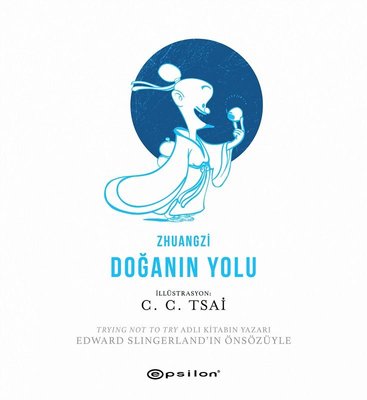 ZHUANGZİ
DOĞANIN YOLU
İLLÜSTRASYON:
C. C. TSAİ
TRYING NOT TO TRY ADLI KİTABIN YAZARI
EDWARD SLINGERLAND'IN ÖNSÖZÜYLE
epsilon